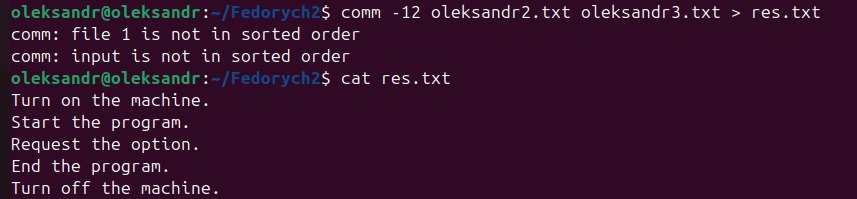 oleksandr@oleksandr:~/Fedorych2$ comm -12 oleksandr2.txt oleksandr3.txt > res.txt
comm: file 1 is not in sorted order
comm: input is not in sorted order
oleksandr@oleksandr:~/Fedorych2$ cat res.txt
Turn on the machine.
Start the program.
Request the option.
End the program.
Turn off the machine.